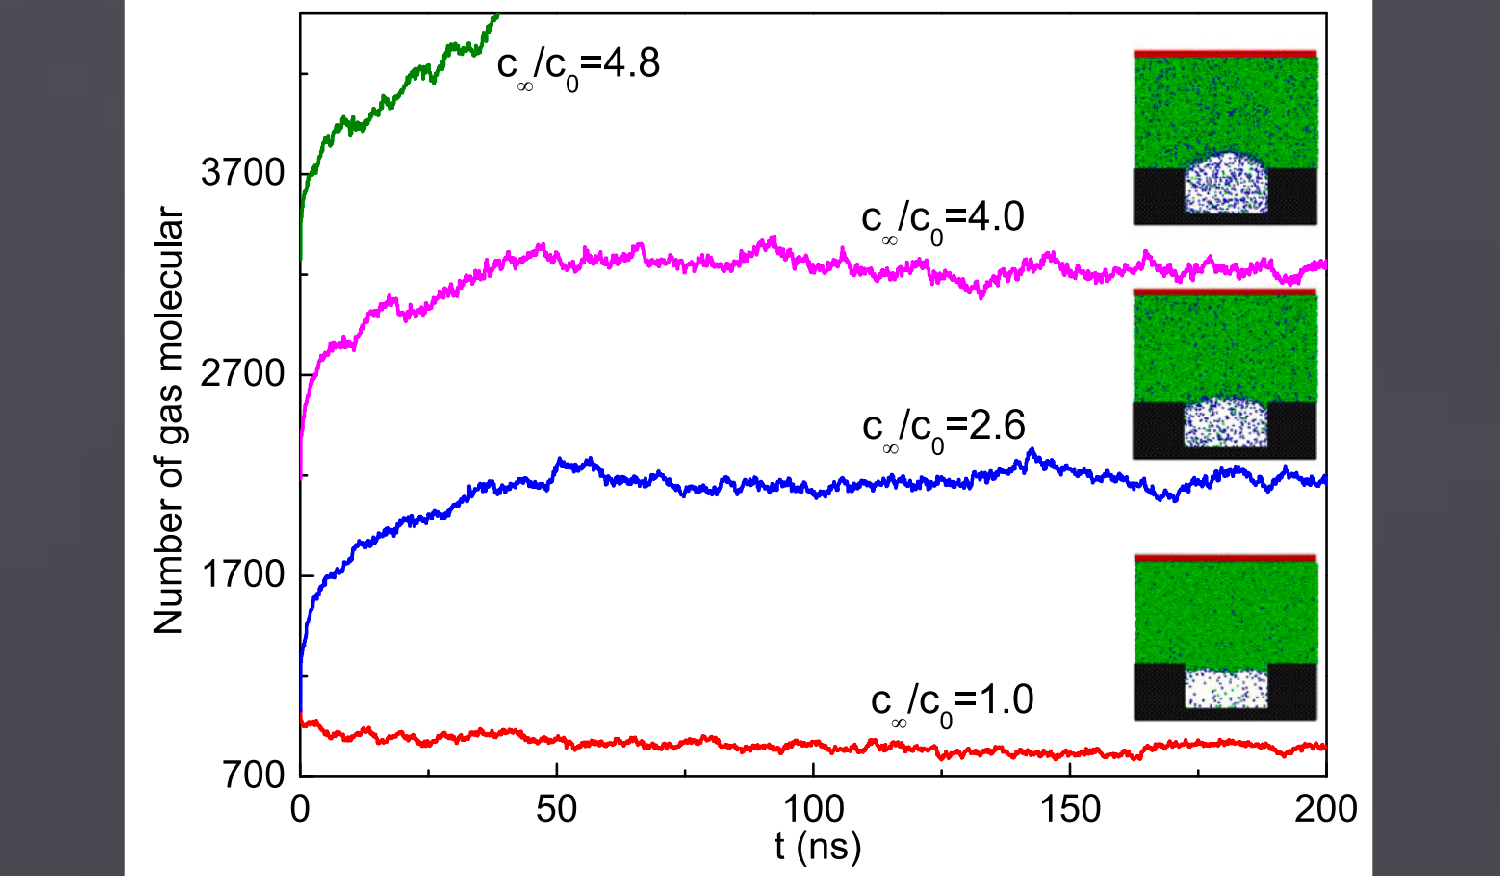 c∞/c0=4.8
3700
c∞/c0=4.0
2700
c∞/c0=2.6
1700
c∞/c0=1.0
700
Number of gas molecular
0 50 100 150 200
t (ns)